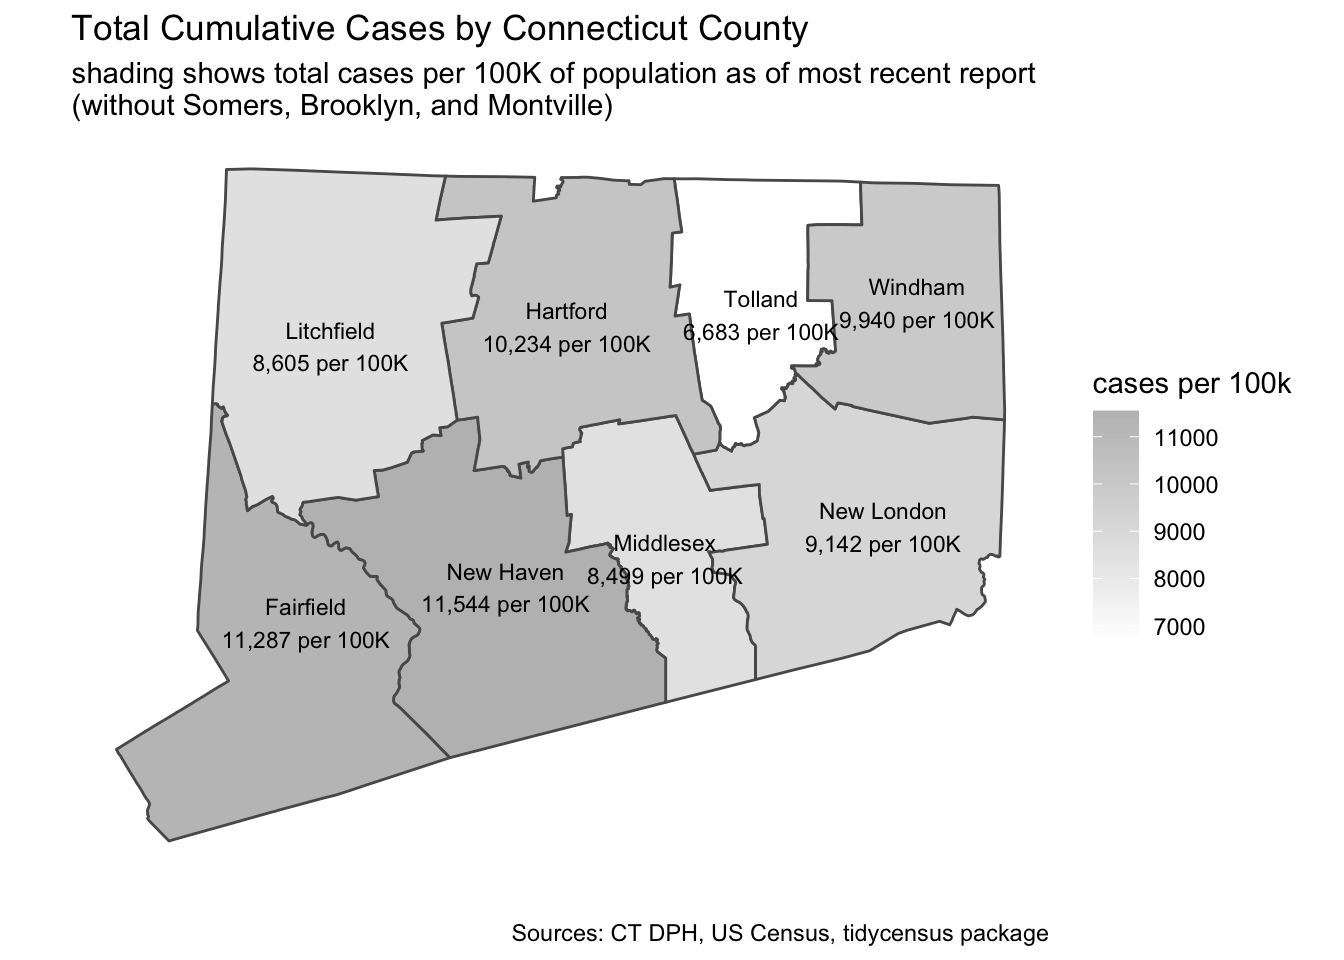 Total Cumulative Cases by Connecticut County
shading shows total cases per 100K of population as of most recent report
(without Somers, Brooklyn, and Montville)
Litchfield
8,605 per 100K
Hartford
10,234 per 100K
Tolland
6,683 per 100K
Windham
9,940 per 100K
Fairfield
11,287 per 100K
New Haven
11,544 per 100K
Middlesex
8,499 per 100K
New London
9,142 per 100K
cases per 100k
11000
10000
9000
8000
7000
Sources: CT DPH, US Census, tidycensus package